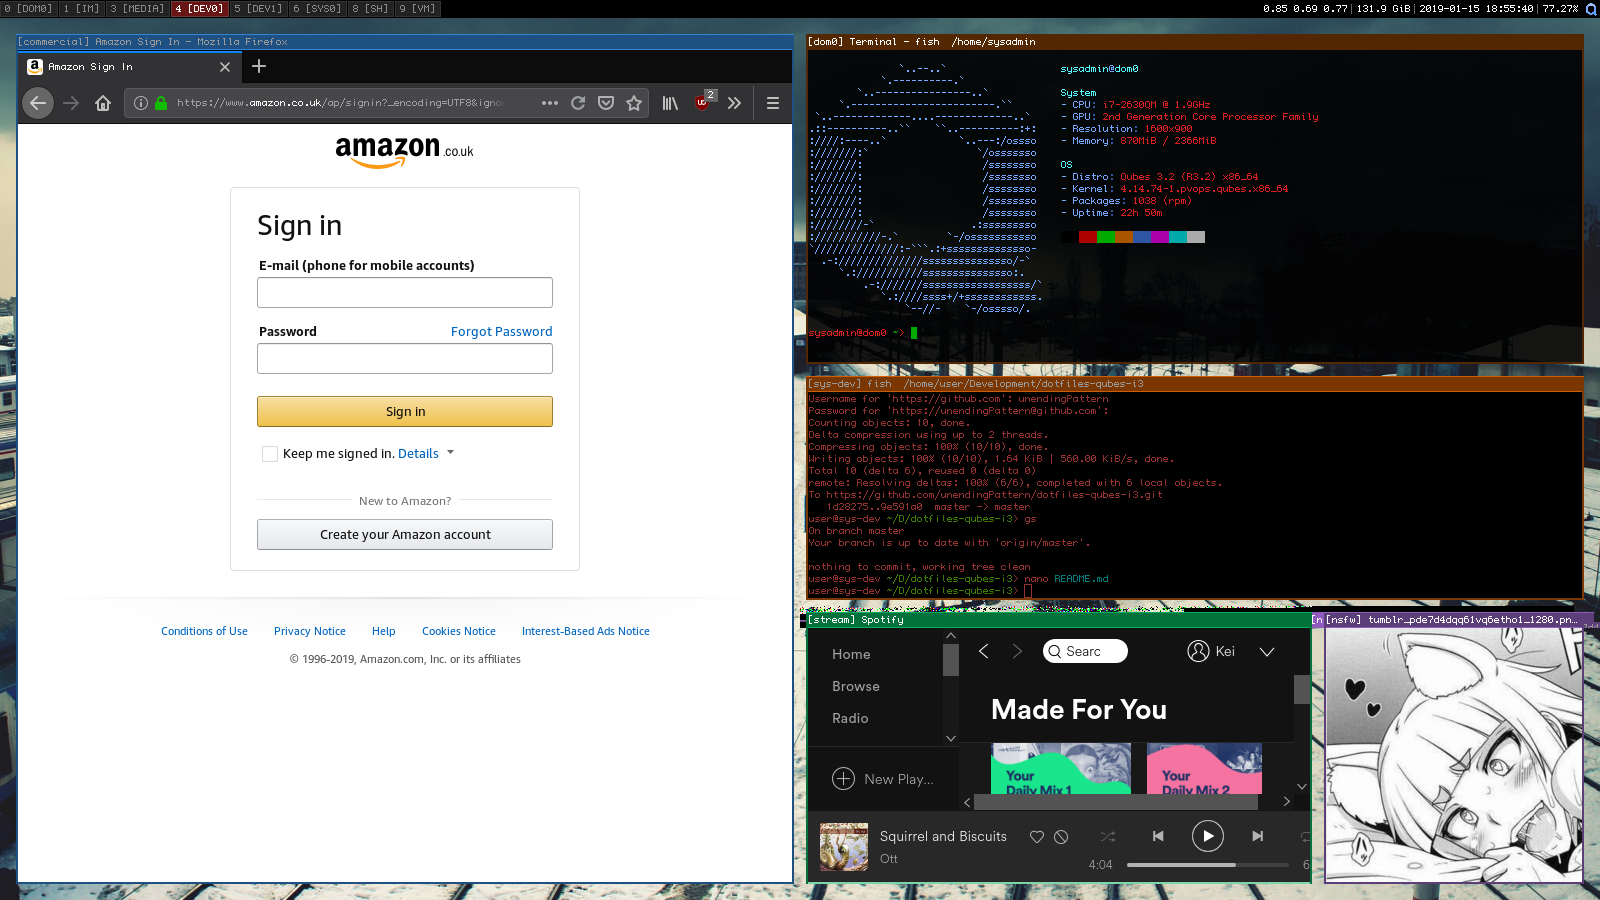 0 [DOM0] 1 [IM] 3 [MEDIA] 4 [DEV0] 5 [DEV1] 6 [SYS0] 8 [SH] 9 [VM]
0.85 0.69 0.77 | 131.9 GiB | 2019-01-15 18:55:40 | 77.27%
[commercial] Amazon Sign In - Mozilla Firefox
Amazon Sign In
https://www.amazon.co.uk/ap/signin?_encoding=UTF8&igno
2
amazon.co.uk
Sign in
E-mail (phone for mobile accounts)
Password Forgot Password
Sign in
Keep me signed in. Details
New to Amazon?
Create your Amazon account
Conditions of Use Privacy Notice Help Cookies Notice Interest-Based Ads Notice
© 1996-2019, Amazon.com, Inc. or its affiliates
[dom0] Terminal - fish /home/sysadmin
sysadmin@dom0
System
- CPU: i7-2630QM @ 1.9GHz
- GPU: 2nd Generation Core Processor Family
- Resolution: 1600x900
- Memory: 870MiB / 2366MiB
OS
- Distro: Qubes 3.2 (R3.2) x86_64
- Kernel: 4.14.74-1.pvops.qubes.x86_64
- Packages: 1038 (rpm)
- Uptime: 22h 50m
sysadmin@dom0 ~>
[sys-dev] fish /home/user/Development/dotfiles-qubes-i3
Username for 'https://github.com': unendingPattern
Password for 'https://unendingPattern@github.com':
Counting objects: 10, done.
Delta compression using up to 2 threads.
Compressing objects: 100% (10/10), done.
Writing objects: 100% (10/10), 1.64 KiB | 560.00 KiB/s, done.
Total 10 (delta 6), reused 0 (delta 0)
remote: Resolving deltas: 100% (6/6), completed with 6 local objects.
To https://github.com/unendingPattern/dotfiles-qubes-i3.git
1d28275..9e591a0 master -> master
user@sys-dev ~/D/dotfiles-qubes-i3> gs
On branch master
Your branch is up to date with 'origin/master'.
nothing to commit, working tree clean
user@sys-dev ~/D/dotfiles-qubes-i3> nano README.md
user@sys-dev ~/D/dotfiles-qubes-i3>
[stream] Spotify
Home
Browse
Radio
New Play...
Searc
Kei
Made For You
Your
Daily Mix 1
Your
Daily Mix 2
Squirrel and Biscuits
Ott
4:04
6
[n [nsfw] tumblr_pde7d4dqq61vq6etho1_1280.pn…